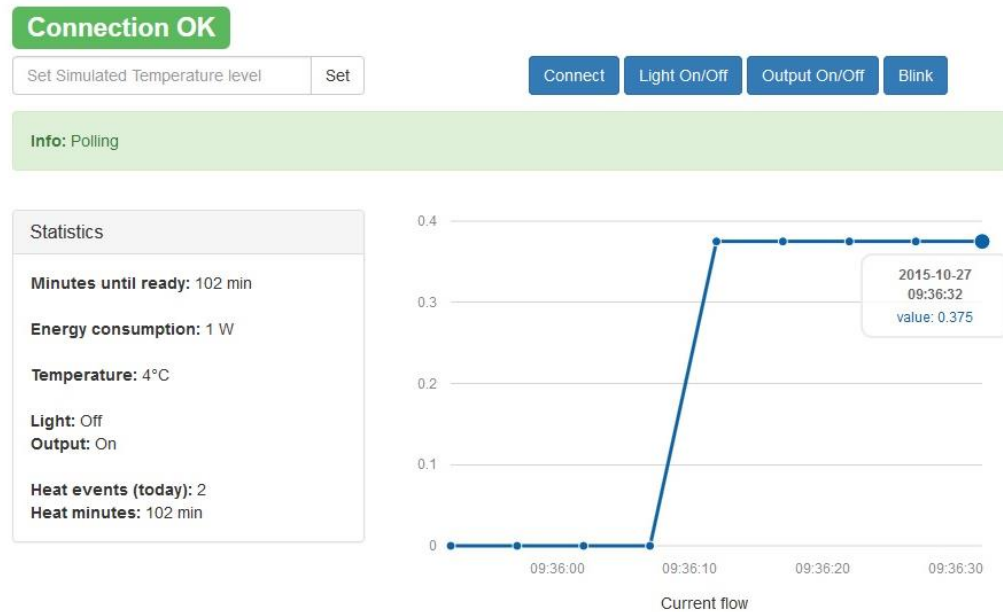 Connection OK
Set Simulated Temperature level
Set
Connect
Light On/Off
Output On/Off
Blink
Info: Polling
Statistics
Minutes until ready: 102 min
Energy consumption: 1 W
Temperature: 4°C
Light: Off
Output: On
Heat events (today): 2
Heat minutes: 102 min
0.4
0.3
0.2
0.1
0
2015-10-27
09:36:32
value: 0.375
09:36:00
09:36:10
09:36:20
09:36:30
Current flow